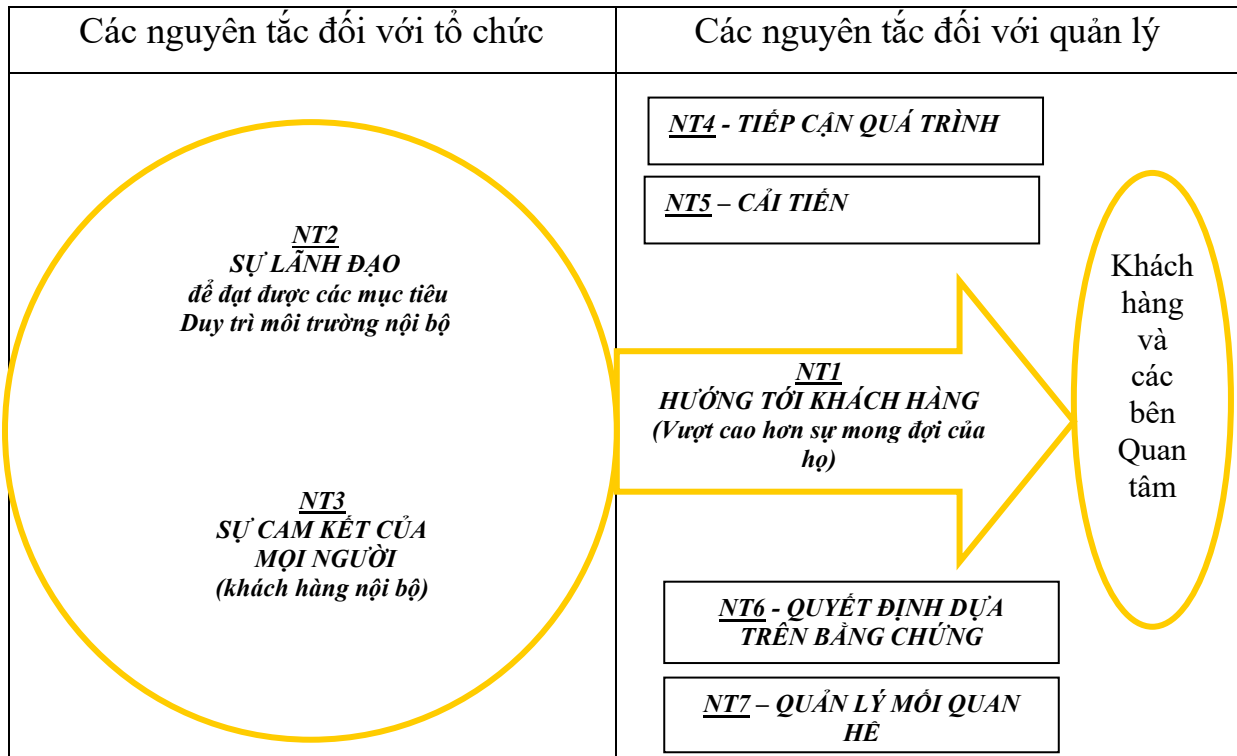 Các nguyên tắc đối với tổ chức
Các nguyên tắc đối với quản lý
NT2
SỰ LÃNH ĐẠO
để đạt được các mục tiêu
Duy trì môi trường nội bộ
NT3
SỰ CAM KẾT CỦA
MỌI NGƯỜI
(khách hàng nội bộ)
NT4 - TIẾP CẬN QUÁ TRÌNH
NT5 – CẢI TIẾN
NT1
HƯỚNG TỚI KHÁCH HÀNG
(Vượt cao hơn sự mong đợi của
họ)
NT6 - QUYẾT ĐỊNH DỰA
TRÊN BẰNG CHỨNG
NT7 – QUẢN LÝ MỐI QUAN
HÊ
Khách
hàng
và
các
bên
Quan
tâm